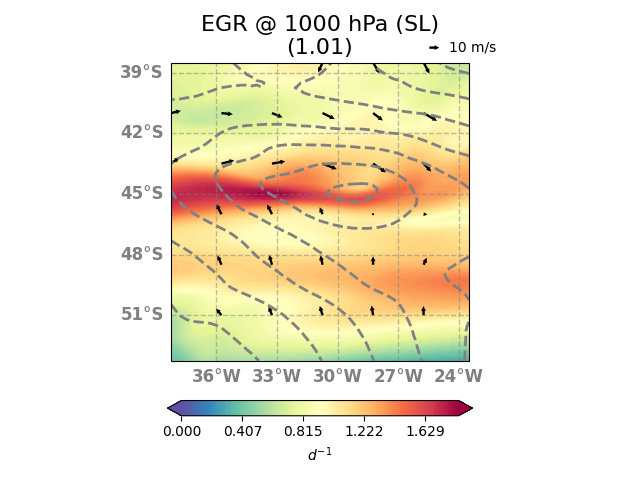 EGR @ 1000 hPa (SL)
(1.01)
10 m/s
39°S
42°S
45°S
48°S
51°S
36°W 33°W 30°W 27°W 24°W
0.000 0.407 0.815 1.222 1.629
d⁻¹